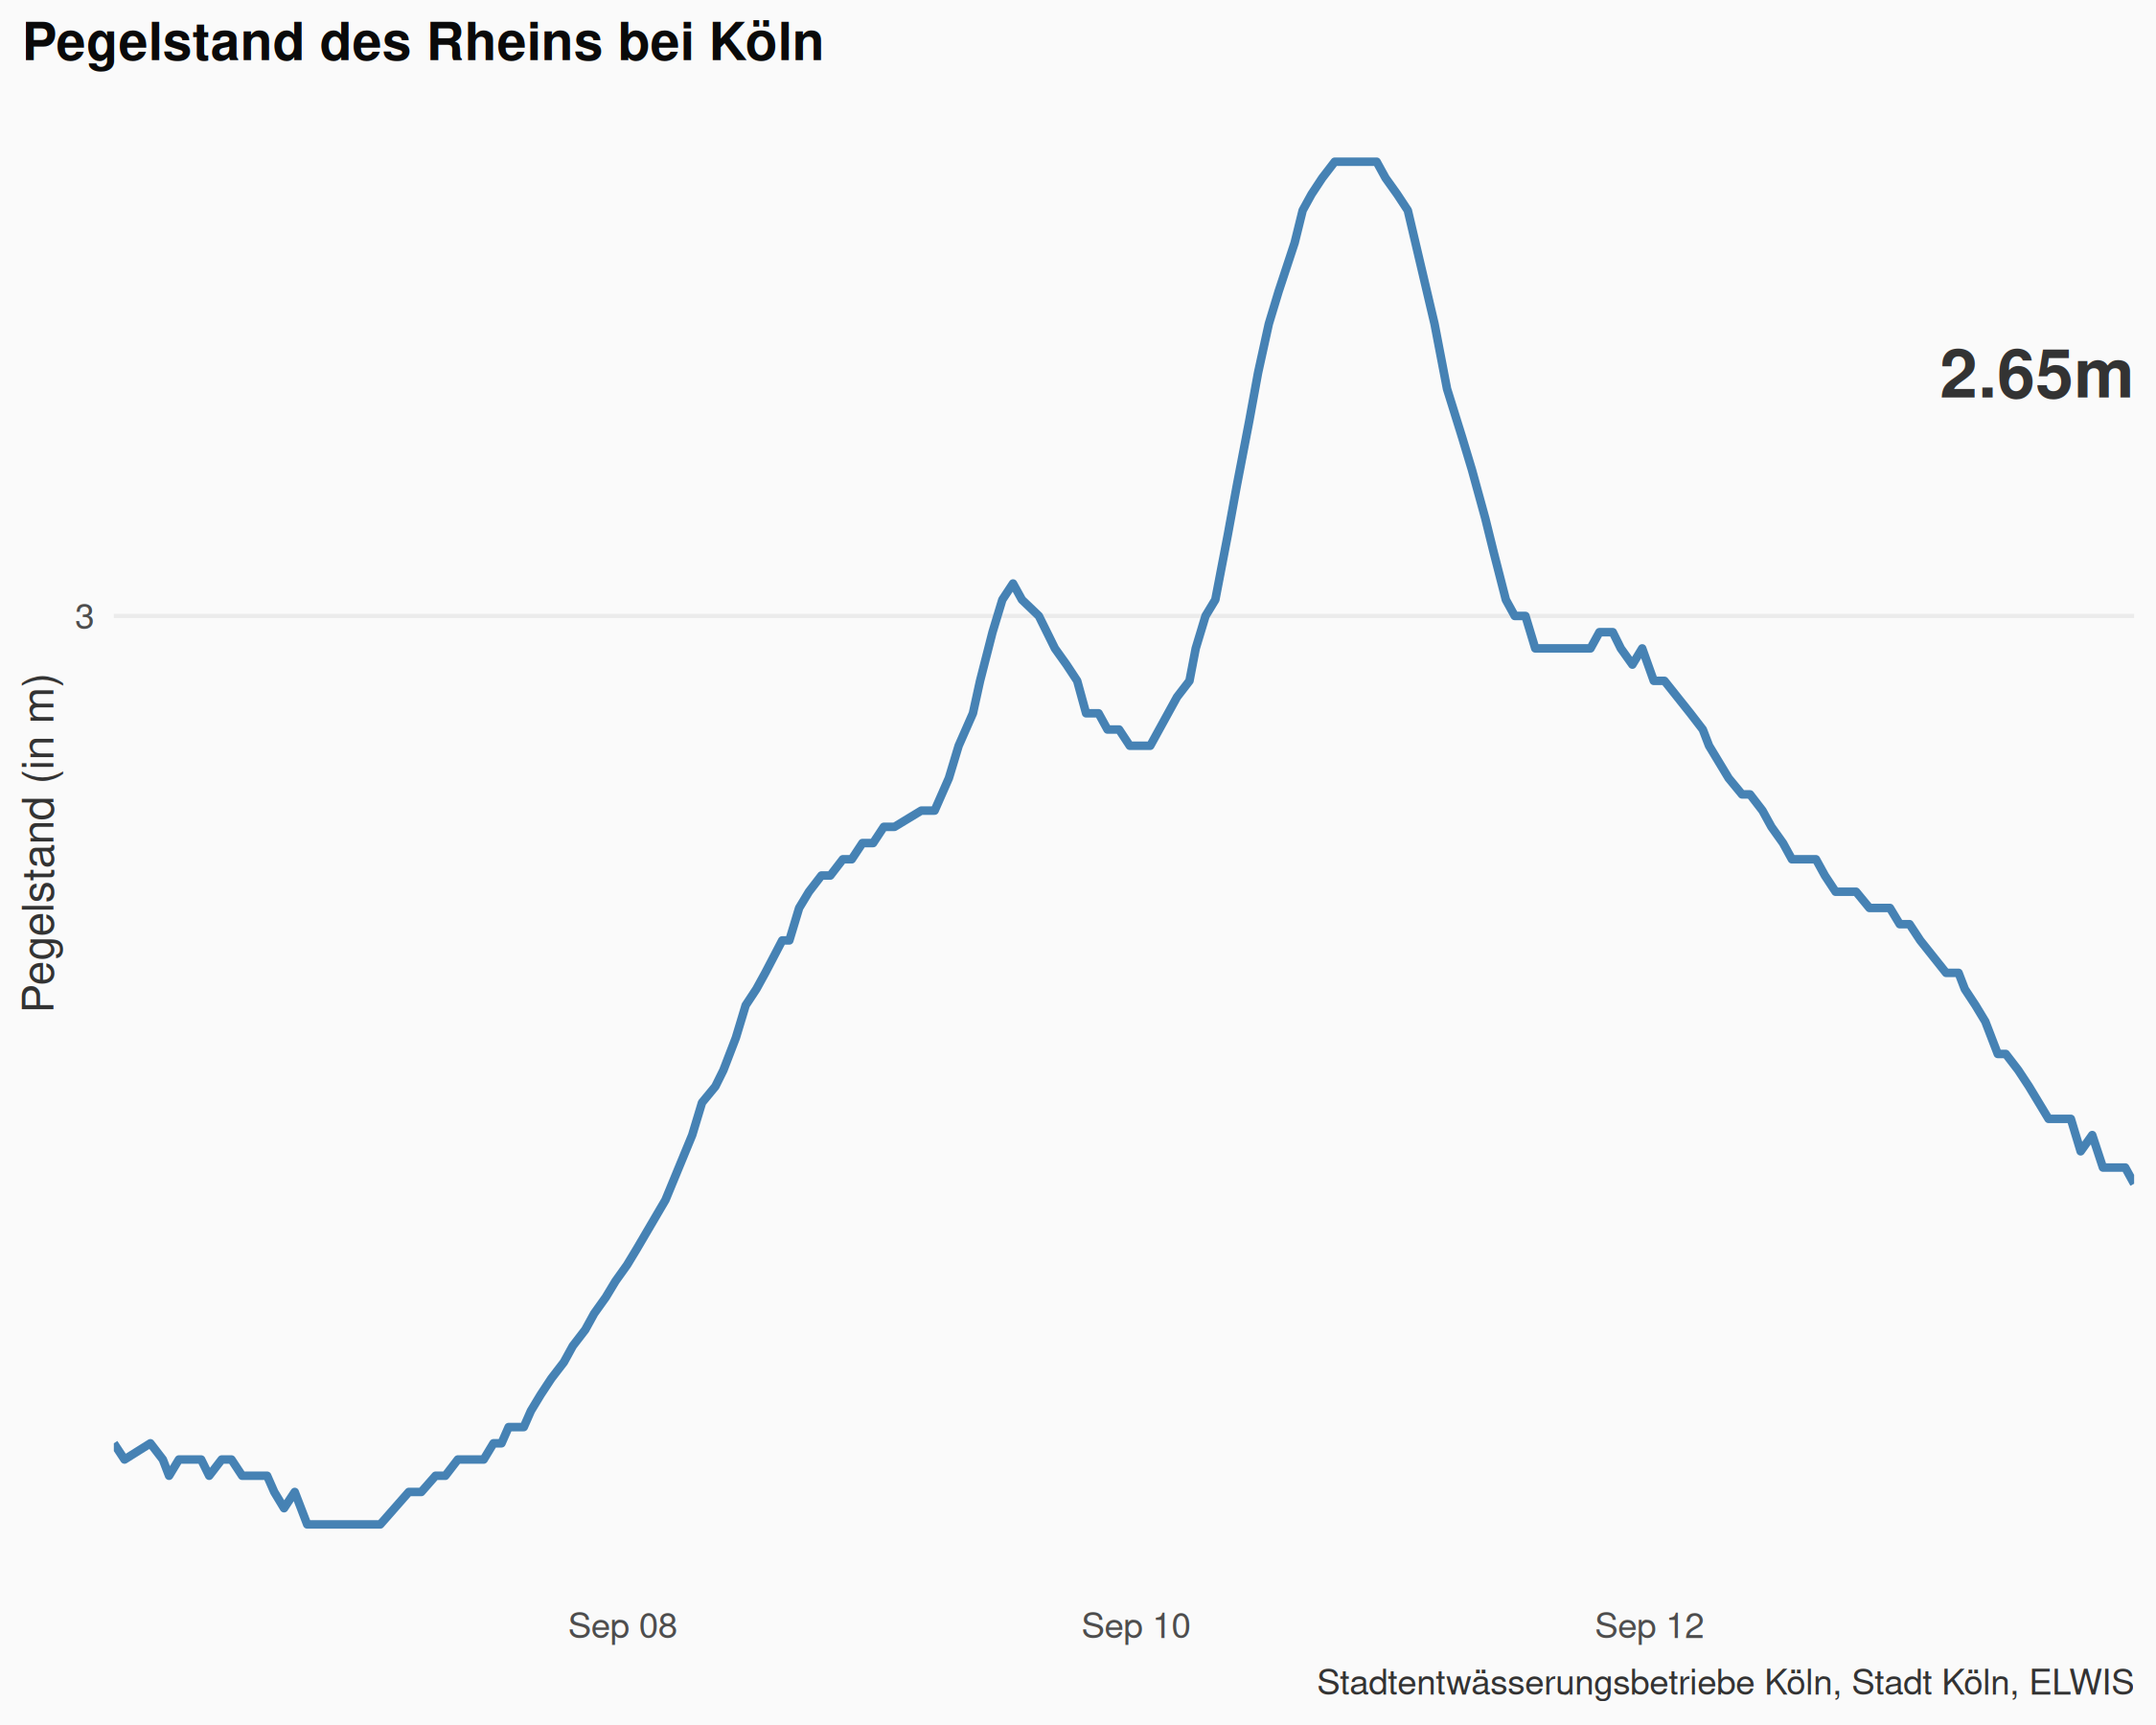 Pegelstand des Rheins bei Köln
2.65m
3
Pegelstand (in m)
Sep 08
Sep 10
Sep 12
Stadtentwässerungsbetriebe Köln, Stadt Köln, ELWIS